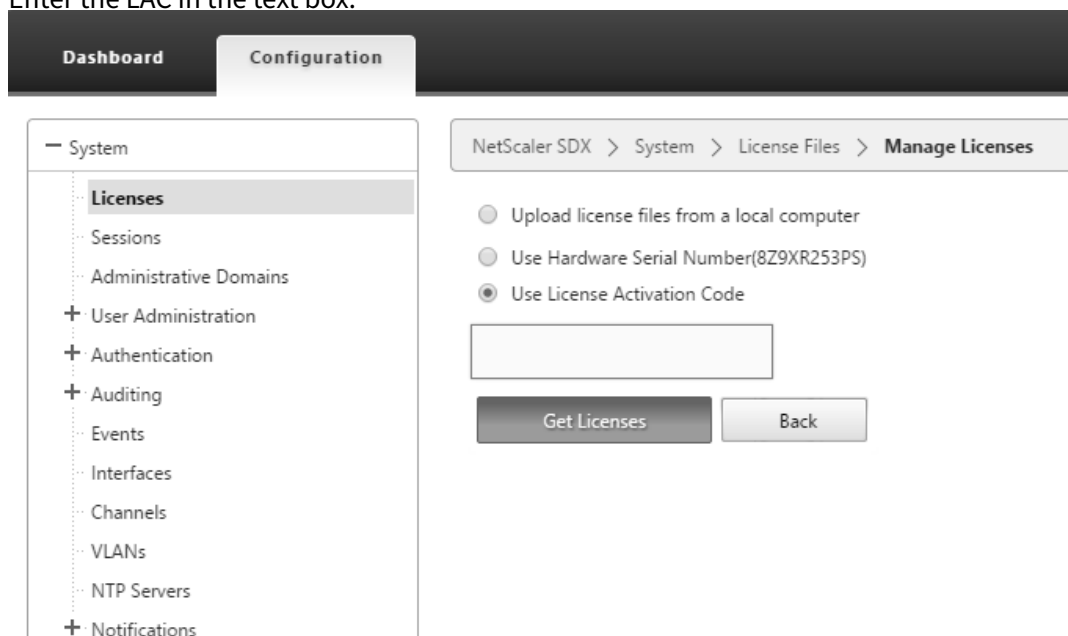 Enter the LAC in the text box.
Dashboard
Configuration
System
Licenses
Sessions
Administrative Domains
User Administration
Authentication
Auditing
Events
Interfaces
Channels
VLANs
NTP Servers
Notifications
NetScaler SDX > System > License Files > Manage Licenses
Upload license files from a local computer
Use Hardware Serial Number(8Z9XR253PS)
Use License Activation Code
Get Licenses
Back